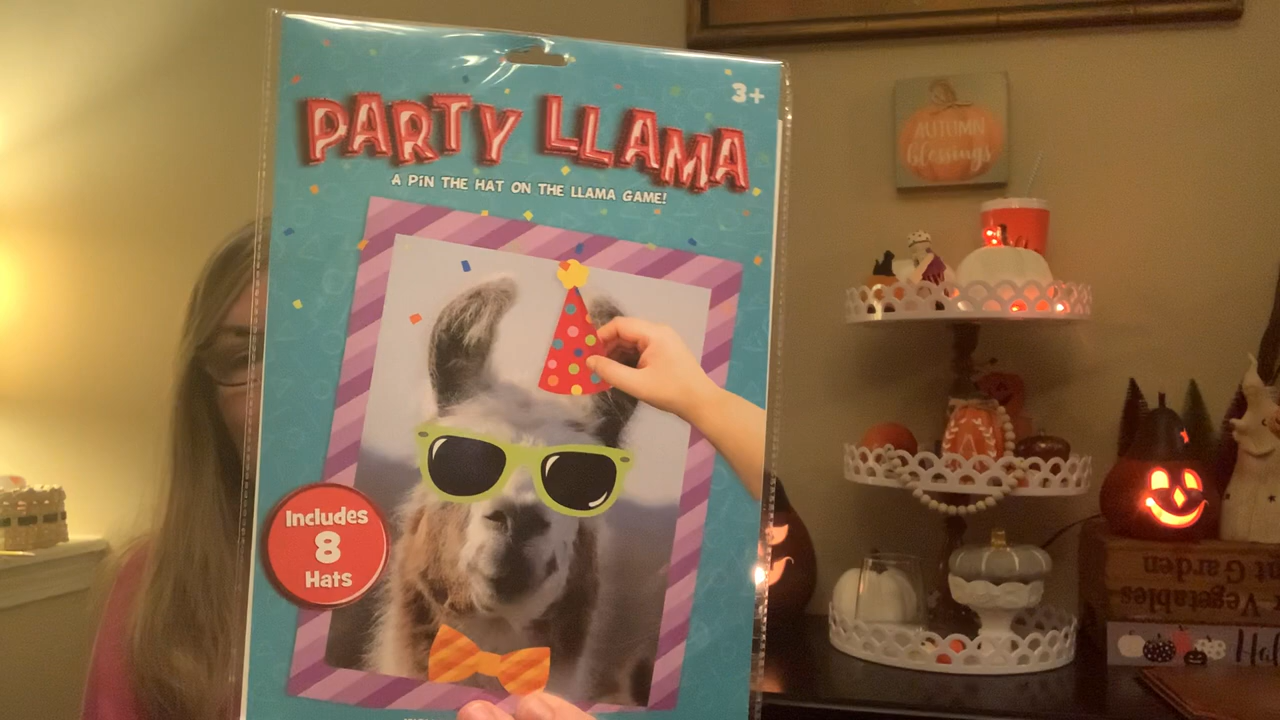 PARTY LLAMA
3+
A PIN THE HAT ON THE LLAMA GAME!
Includes
8
Hats
AUTUMN
blessings
Garden
Vegetables